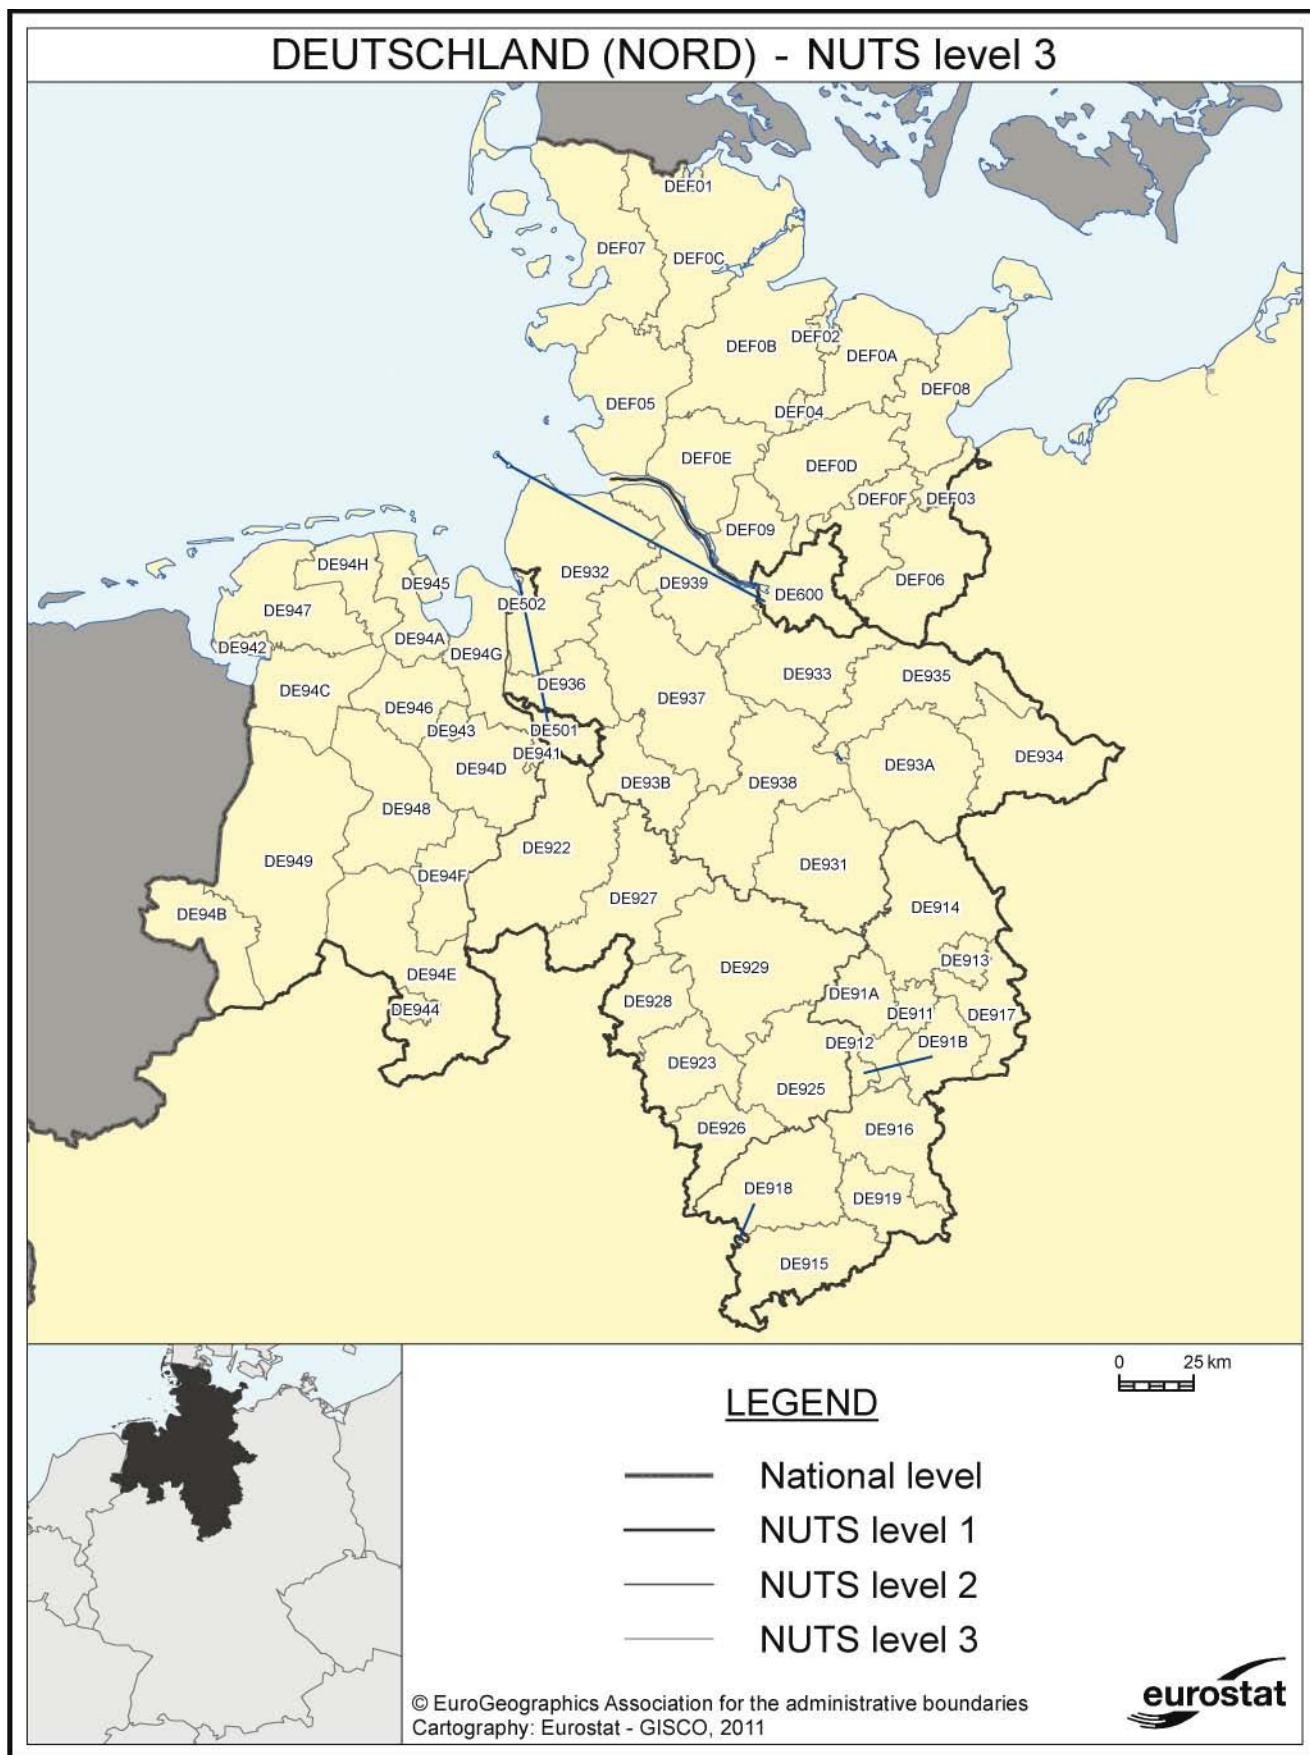 DEUTSCHLAND (NORD) - NUTS level 3
DEF01
DEF07
DEF0C
DEF02
DEF0B
DEF0A
DEF08
DEF05
DEF04
DEF0E
DEF0D
DEF0F
DEF03
DEF09
DE94H
DE932
DEF06
DE945
DE939
DE600
DE502
DE947
DE94A
DE942
DE94G
DE933
DE935
DE936
DE94C
DE937
DE946
DE943
DE501
DE941
DE934
DE94D
DE93A
DE93B
DE938
DE948
DE922
DE949
DE931
DE94F
DE927
DE914
DE94B
DE913
DE929
DE94E
DE91A
DE928
DE944
DE911
DE917
DE912
DE91B
DE923
DE925
DE926
DE916
DE918
DE919
DE915
0 25 km
LEGEND
National level
NUTS level 1
NUTS level 2
NUTS level 3
© EuroGeographics Association for the administrative boundaries
Cartography: Eurostat - GISCO, 2011
eurostat